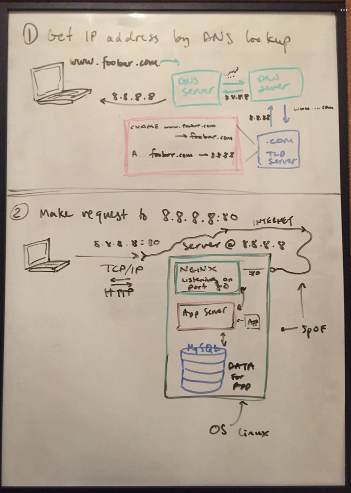 ① Get IP address by DNS lookup
www.foobar.com
DNS
Server
DNS
Server
8.8.8.8
8.8.8.8
www ... .com
8.8.88
CNAME www.foobar.com
→ foobar.com
A foobar.com → 8.8.8.8
.com
TLD
Server
② Make request to 8.8.8.8:80
INTERNET
8.8.8.8:80
Server @ 8.8.8.8
TCP/IP
HTTP
NGINX
Listening on
port 80
:80
App Server
App
SPOF
MySQL
DATA
for
App
OS Linux